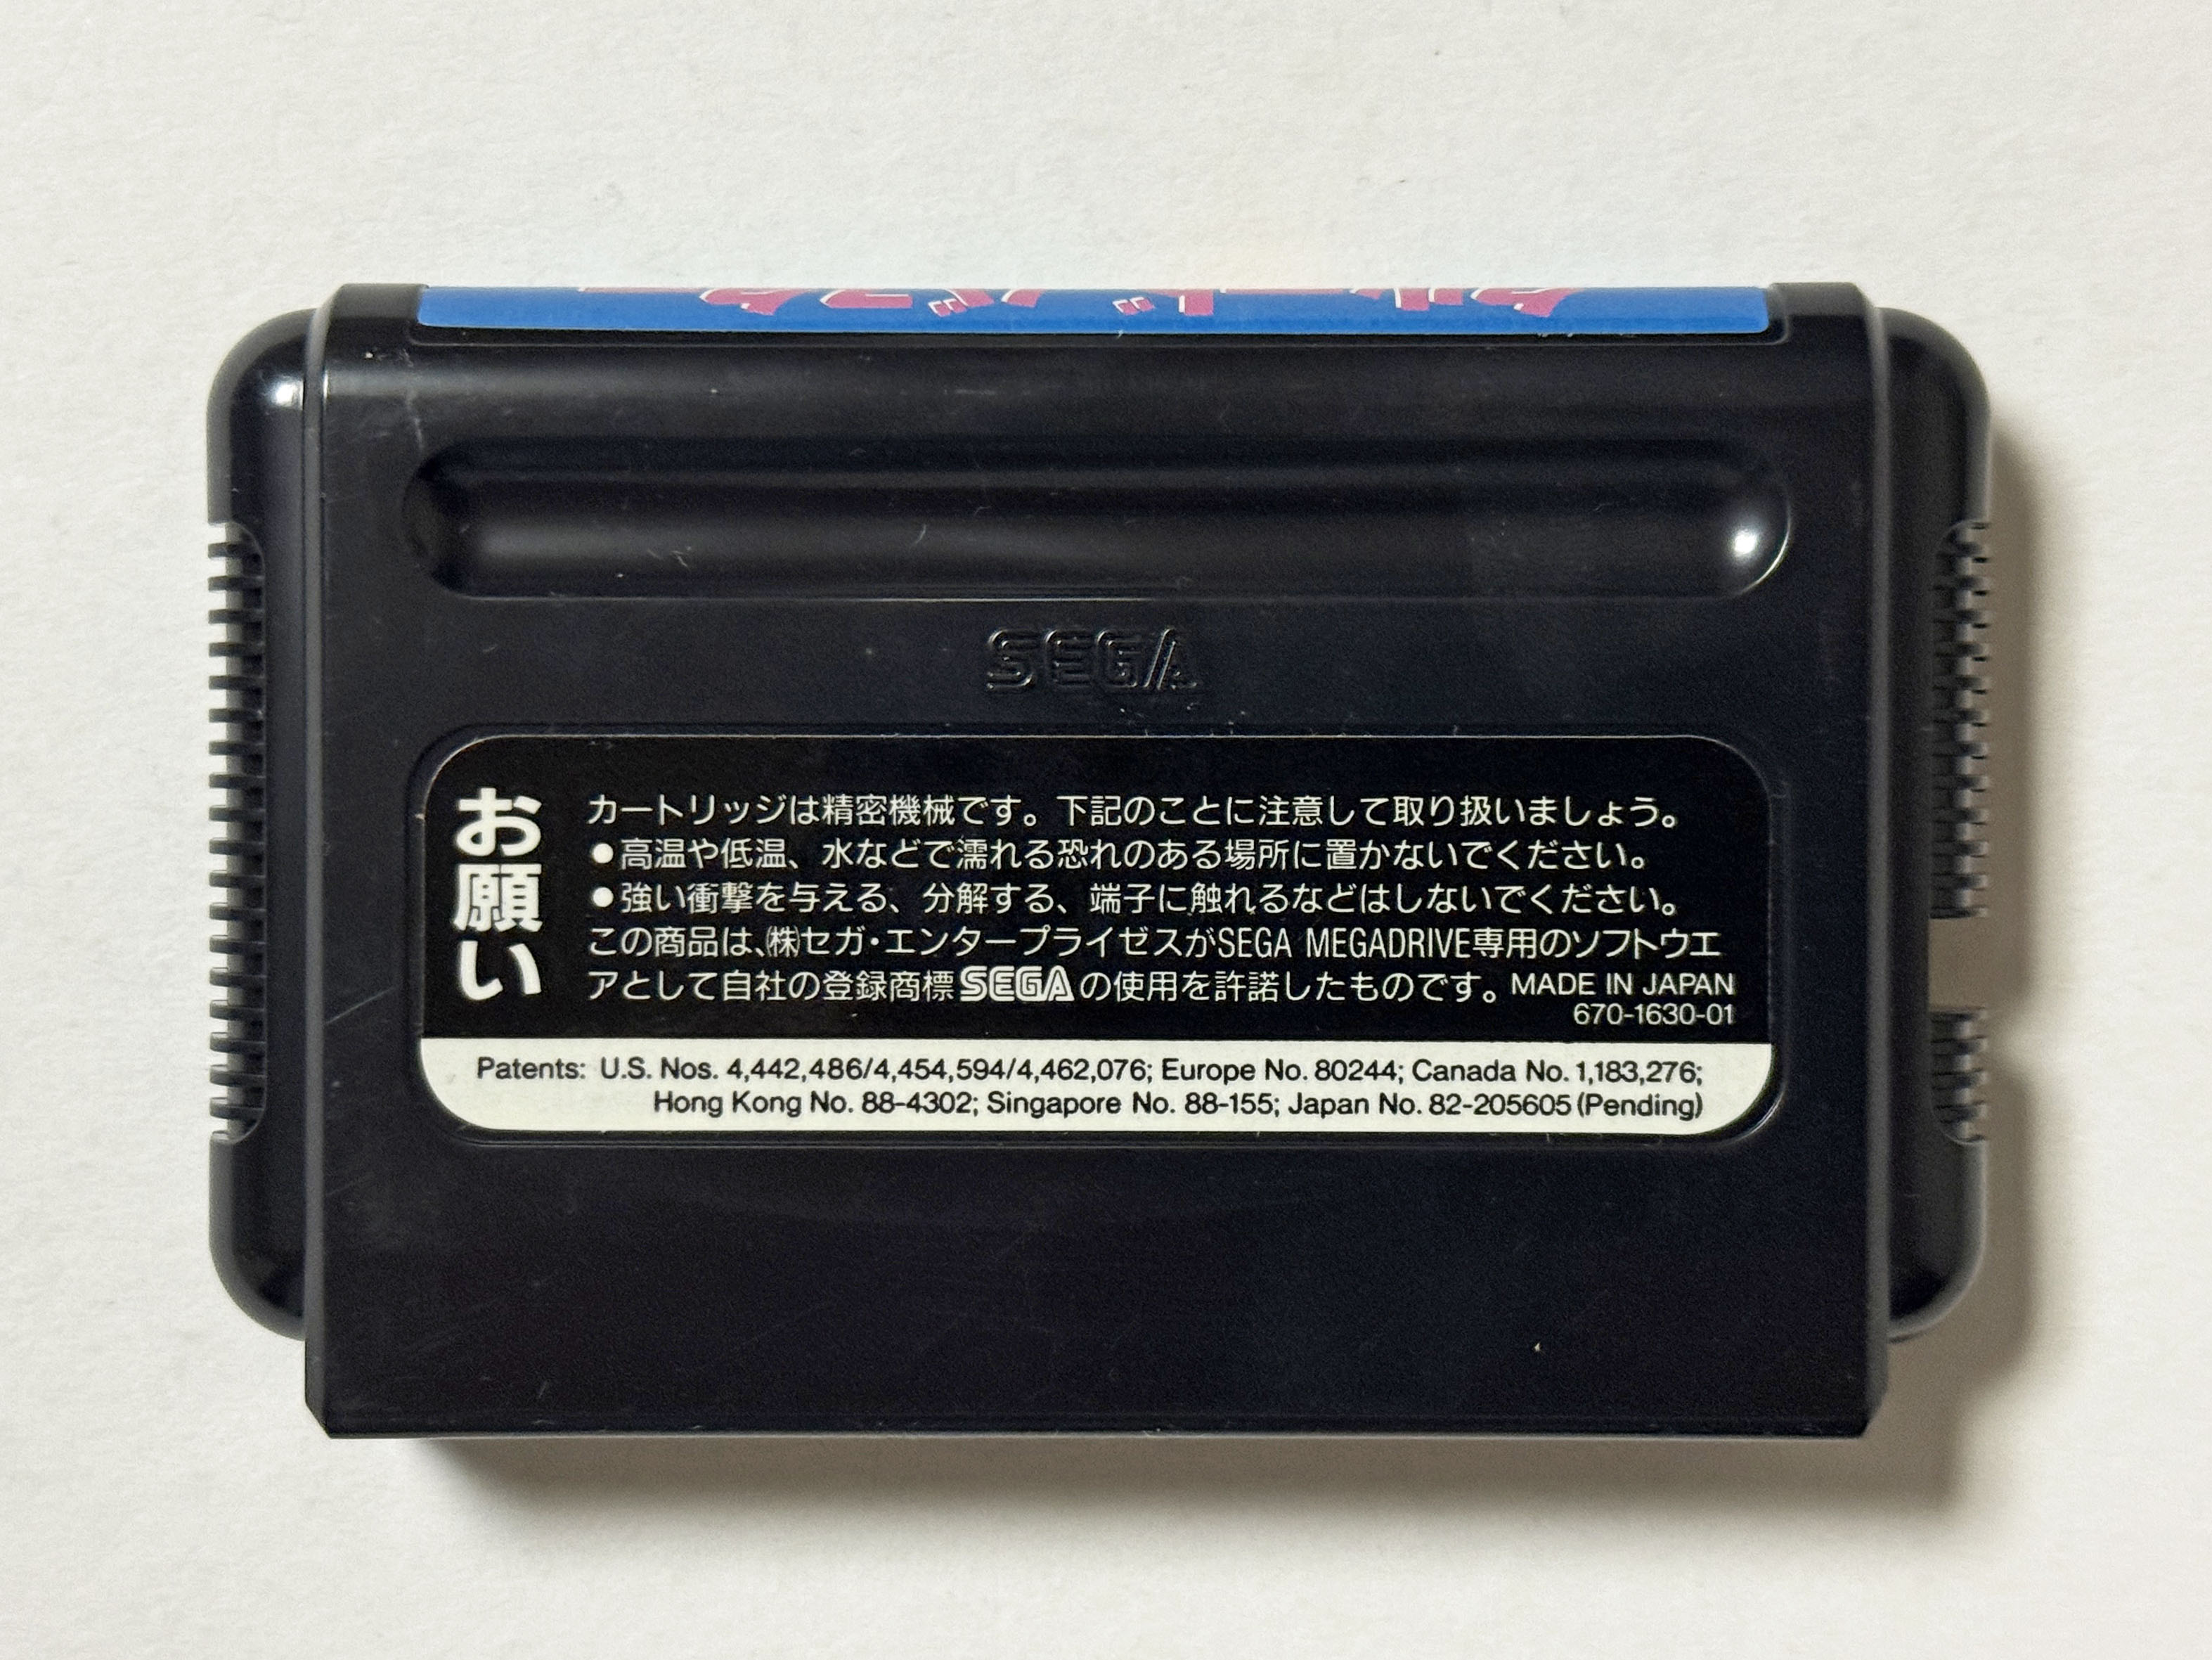 SEGA
お願い
カートリッジは精密機械です。下記のことに注意して取り扱いましょう。
●高温や低温、水などで濡れる恐れのある場所に置かないでください。
●強い衝撃を与える、分解する、端子に触れるなどはしないでください。
この商品は、㈱セガ・エンタープライゼスがSEGA MEGADRIVE専用のソフトウエ
アとして自社の登録商標SEGAの使用を許諾したものです。MADE IN JAPAN
670-1630-01
Patents: U.S. Nos. 4,442,486/4,454,594/4,462,076; Europe No. 80244; Canada No. 1,183,276;
Hong Kong No. 88-4302; Singapore No. 88-155; Japan No. 82-205605 (Pending)